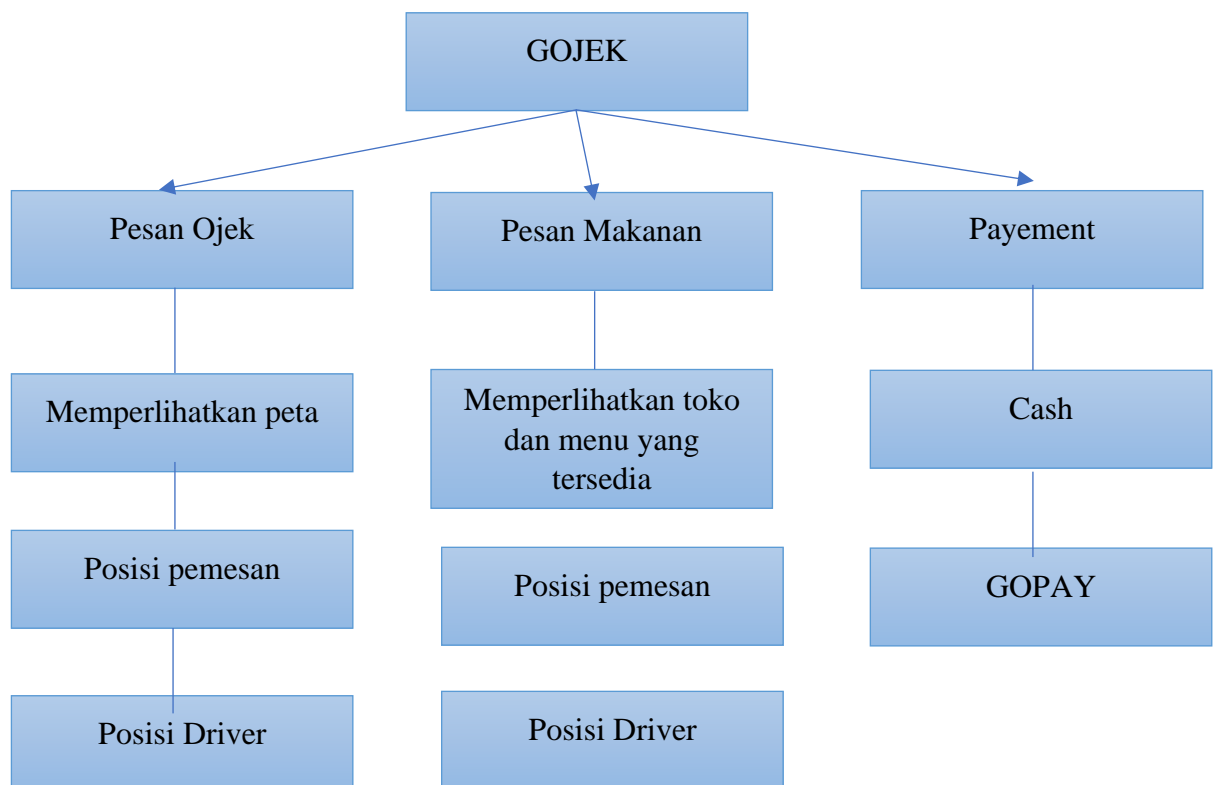 GOJEK
Pesan Ojek
Pesan Makanan
Payement
Memperlihatkan peta
Memperlihatkan toko
dan menu yang
tersedia
Cash
Posisi pemesan
Posisi pemesan
GOPAY
Posisi Driver
Posisi Driver